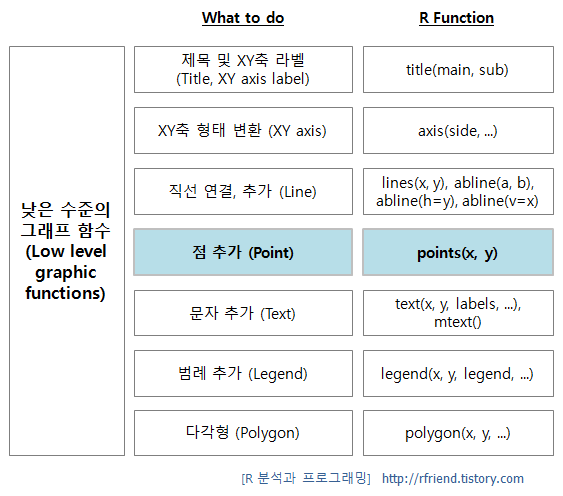 What to do
R Function
낮은 수준의
그래프 함수
(Low level
graphic
functions)
제목 및 XY축 라벨
(Title, XY axis label)
title(main, sub)
XY축 형태 변환 (XY axis)
axis(side, ...)
직선 연결, 추가 (Line)
lines(x, y), abline(a, b),
abline(h=y), abline(v=x)
점 추가 (Point)
points(x, y)
문자 추가 (Text)
text(x, y, labels, ...),
mtext()
범례 추가 (Legend)
legend(x, y, legend, ...)
다각형 (Polygon)
polygon(x, y, ...)
[R 분석과 프로그래밍] http://rfriend.tistory.com